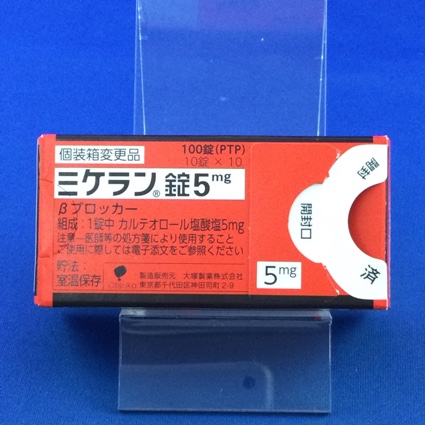 個装箱変更品
100錠(PTP)
10錠×10
ミケラン®錠5mg
βブロッカー
組成:1錠中 カルテオロール塩酸塩5mg
注意-医師等の処方箋により使用すること
ご使用に際しては電子添文をご参照ください
貯法:
室温保存
Otsuka
製造販売元 大塚製薬株式会社
東京都千代田区神田司町2-9
開封口
開封
済
5mg